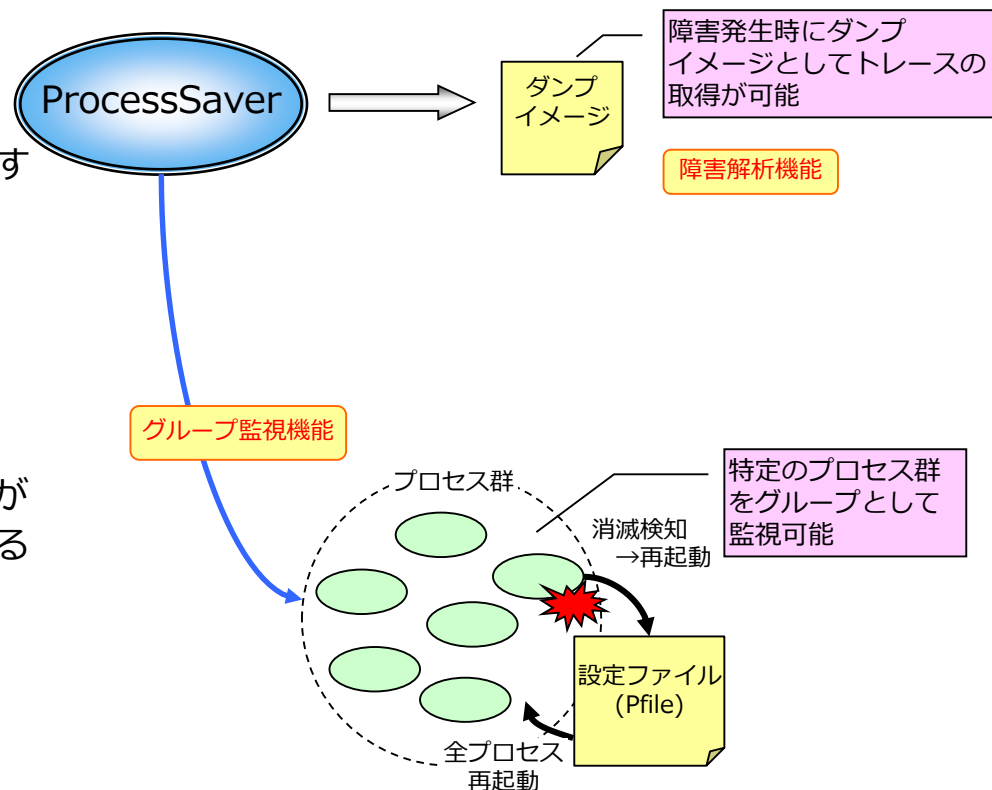 障害発生時にダンプ
イメージとしてトレースの
取得が可能
ProcessSaver
ダンプ
イメージ
す
障害解析機能
グループ監視機能
が
る
プロセス群
特定のプロセス群
をグループとして
監視可能
消滅検知
→再起動
設定ファイル
(Pfile)
全プロセス
再起動